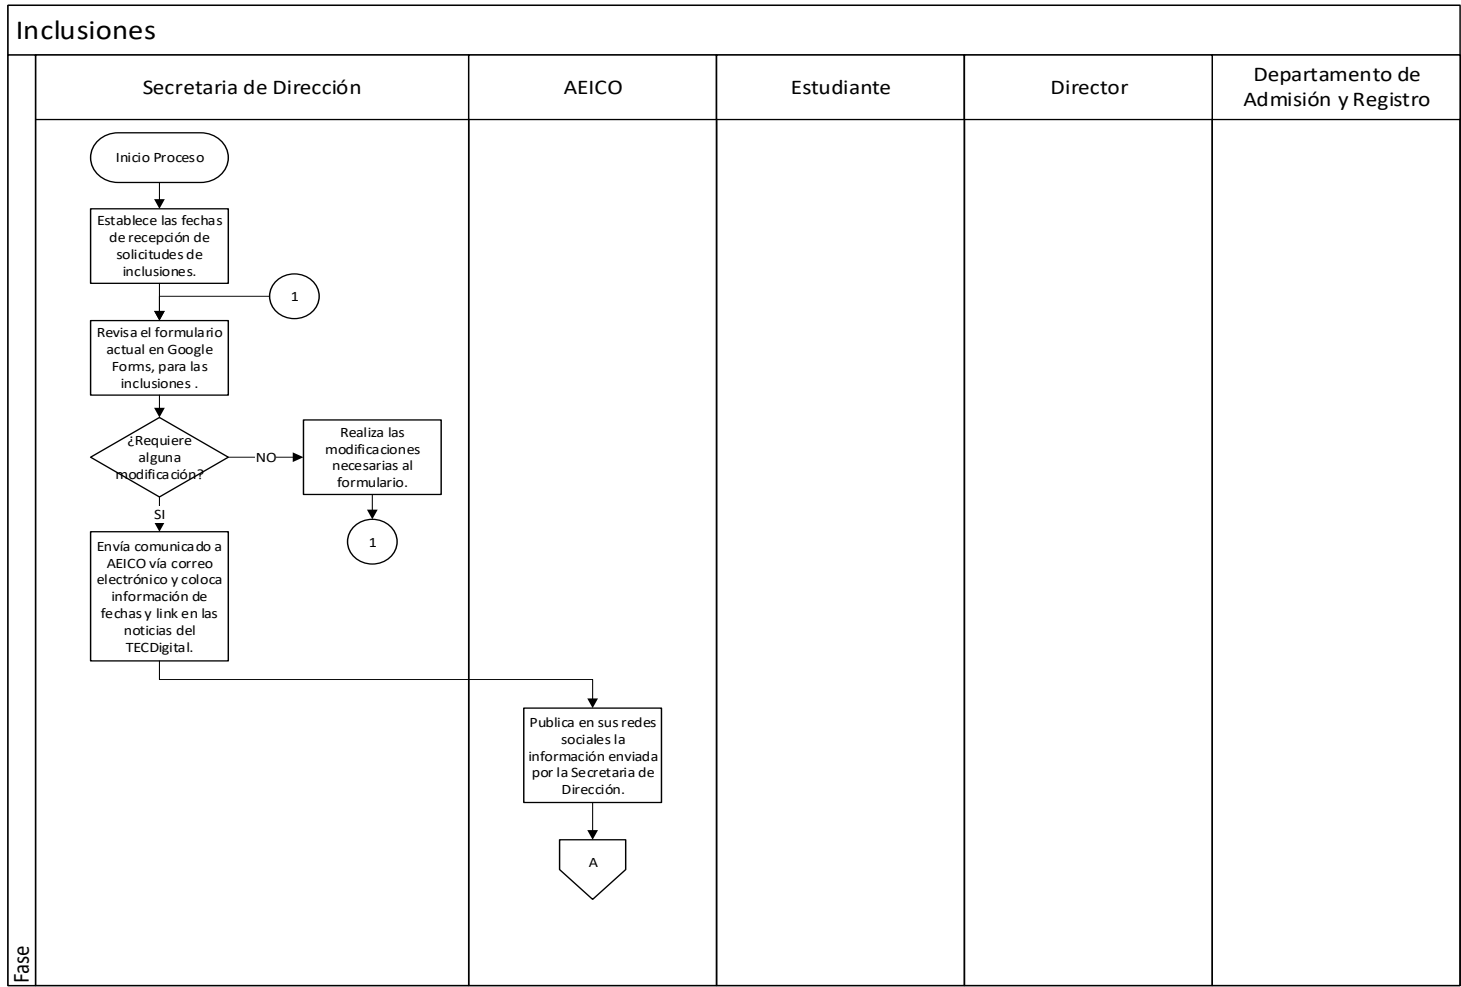 Inclusiones
Secretaria de Dirección
AEICO
Estudiante
Director
Departamento de
Admisión y Registro
Inicio Proceso
Establece las fechas
de recepción de
solicitudes de
inclusiones.
1
Revisa el formulario
actual en Google
Forms, para las
inclusiones .
¿Requiere
alguna
modificación?
NO
Realiza las
modificaciones
necesarias al
formulario.
SI
1
Envía comunicado a
AEICO vía correo
electrónico y coloca
información de
fechas y link en las
noticias del
TECDigital.
Publica en sus redes
sociales la
información enviada
por la Secretaria de
Dirección.
A
Fase